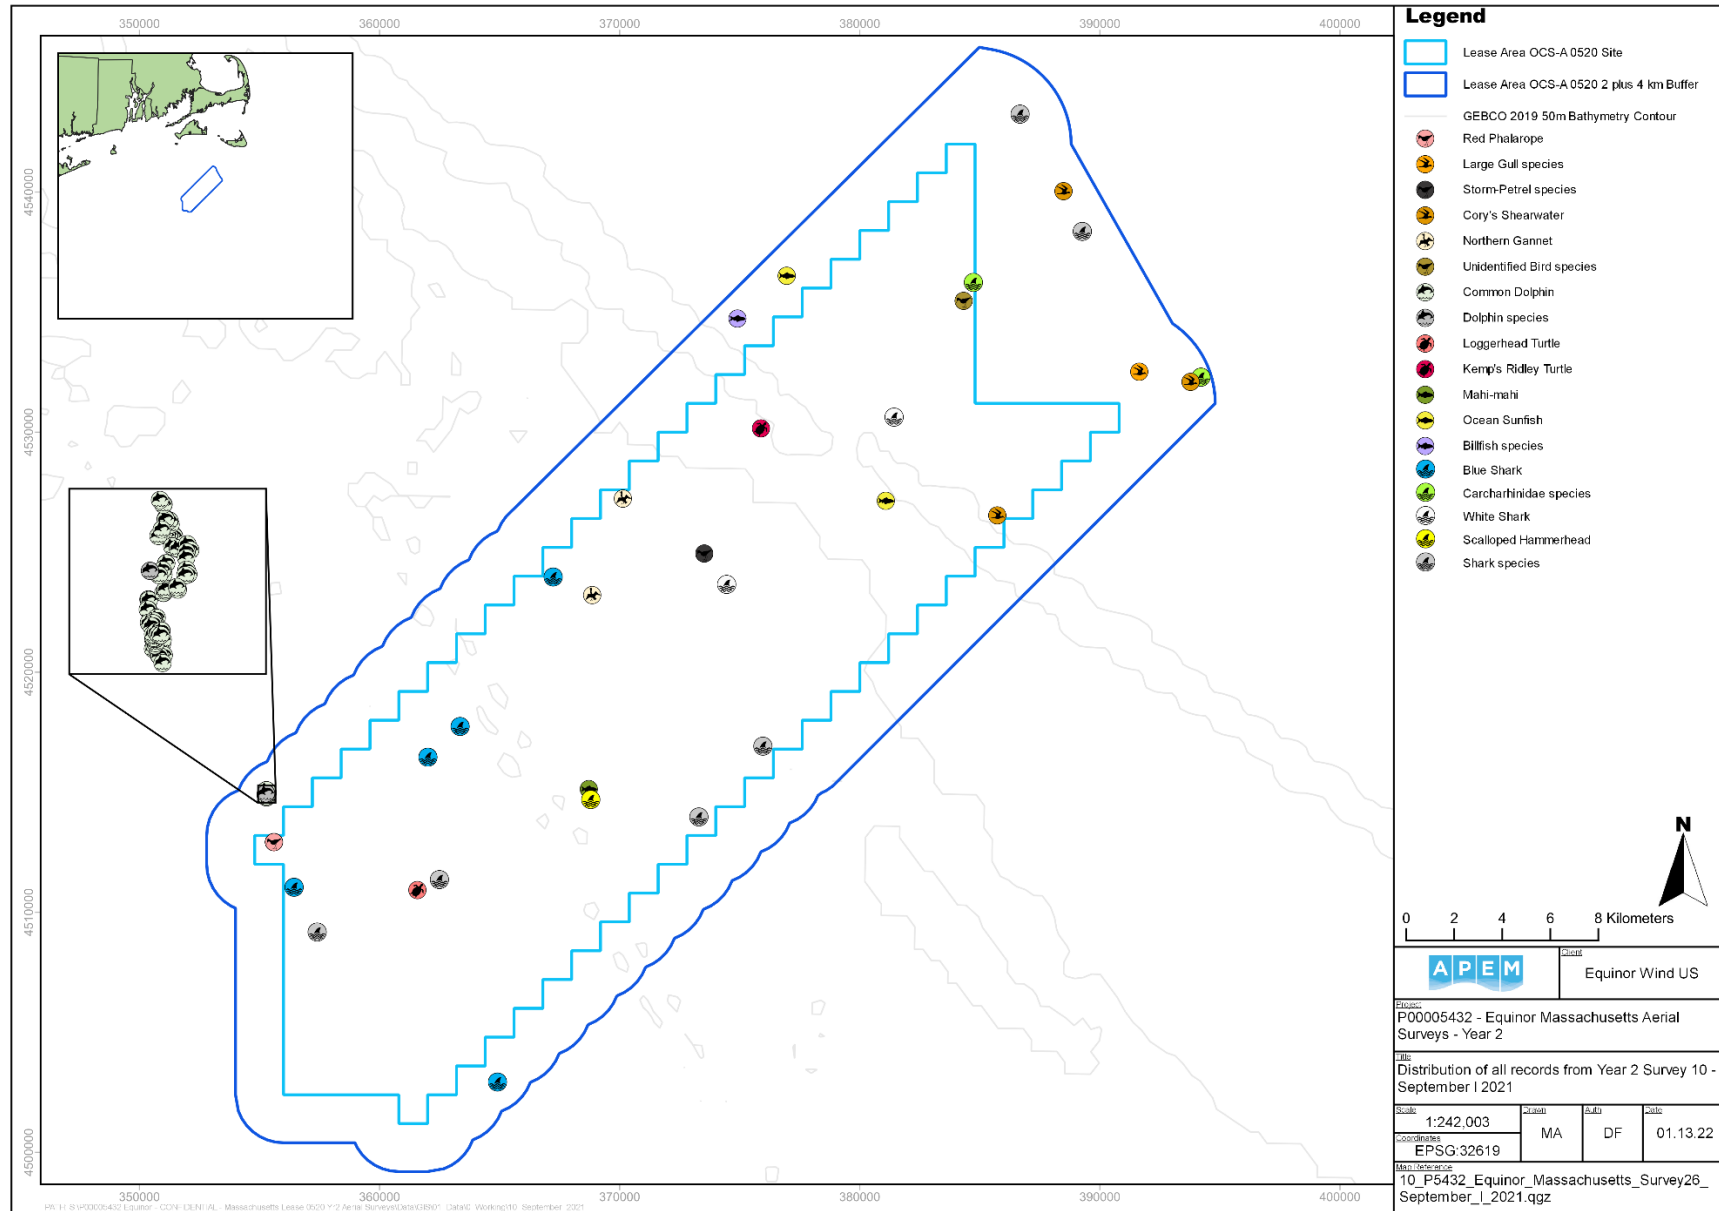 350000 360000 370000 380000 390000 400000
4540000
4530000
4520000
4510000
4500000
350000 360000 370000 380000 390000 400000
Legend
Lease Area OCS-A 0520 Site
Lease Area OCS-A 0520 2 plus 4 km Buffer
GEBCO 2019 50m Bathymetry Contour
Red Phalarope
Large Gull species
Storm-Petrel species
Cory's Shearwater
Northern Gannet
Unidentified Bird species
Common Dolphin
Dolphin species
Loggerhead Turtle
Kemp's Ridley Turtle
Mahi-mahi
Ocean Sunfish
Billfish species
Blue Shark
Carcharhinidae species
White Shark
Scalloped Hammerhead
Shark species
N
0 2 4 6 8 Kilometers
APEM
Client
Equinor Wind US
Project
P00005432 - Equinor Massachusetts Aerial
Surveys - Year 2
Title
Distribution of all records from Year 2 Survey 10 -
September I 2021
Scale
1:242,003
Drawn
MA
Auth
DF
Date
01.13.22
Coordinates
EPSG:32619
Map Reference
10_P5432_Equinor_Massachusetts_Survey26_
September_I_2021.qgz